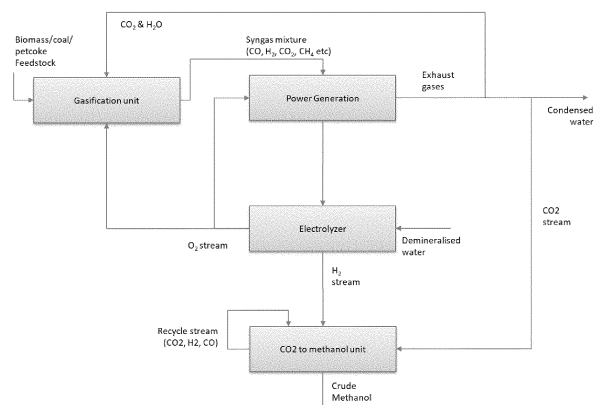 CO2 & H2O
Biomass/coal/
petcoke
Feedstock
Syngas mixture
(CO, H2, CO2, CH4 etc)
Gasification unit
Power Generation
Exhaust
gases
Condensed
water
CO2
stream
Electrolyzer
O2 stream
Demineralised
water
H2
stream
Recycle stream
(CO2, H2, CO)
CO2 to methanol unit
Crude
Methanol